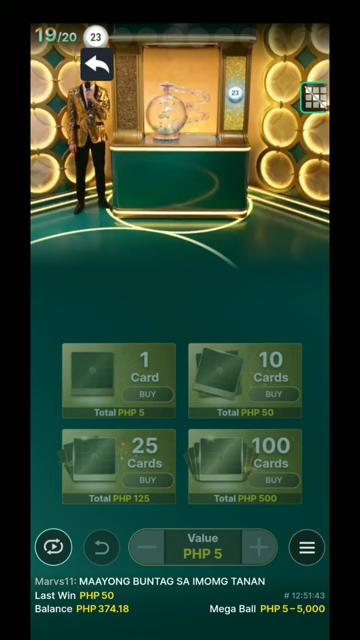 19/20
23
23
1
Card
BUY
Total PHP 5
10
Cards
BUY
Total PHP 50
25
Cards
BUY
Total PHP 125
100
Cards
BUY
Total PHP 500
Value
PHP 5
Marvs11: MAAYONG BUNTAG SA IMOMG TANAN
Last Win PHP 50
# 12:51:43
Balance PHP 374.18
Mega Ball PHP 5–5,000